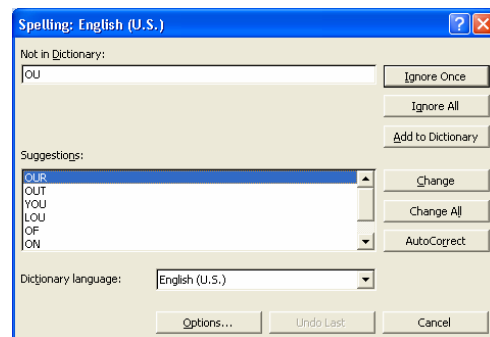 Spelling: English (U.S.)
Not in Dictionary:
OU
Ignore Once
Ignore All
Add to Dictionary
Suggestions:
OUR
OUT
YOU
LOU
OF
ON
Change
Change All
AutoCorrect
Dictionary language:
English (U.S.)
Options...
Undo Last
Cancel